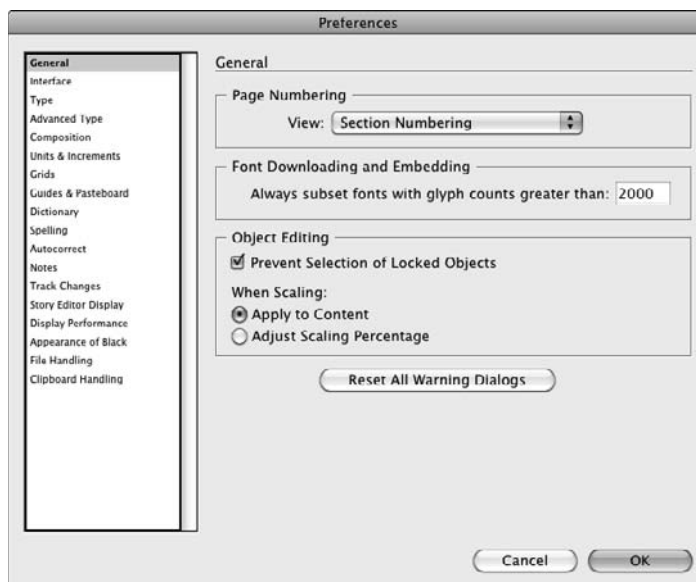 Preferences
General
Interface
Type
Advanced Type
Composition
Units & Increments
Grids
Guides & Pasteboard
Dictionary
Spelling
Autocorrect
Notes
Track Changes
Story Editor Display
Display Performance
Appearance of Black
File Handling
Clipboard Handling
General
Page Numbering
View: Section Numbering
Font Downloading and Embedding
Always subset fonts with glyph counts greater than: 2000
Object Editing
Prevent Selection of Locked Objects
When Scaling:
Apply to Content
Adjust Scaling Percentage
Reset All Warning Dialogs
Cancel OK